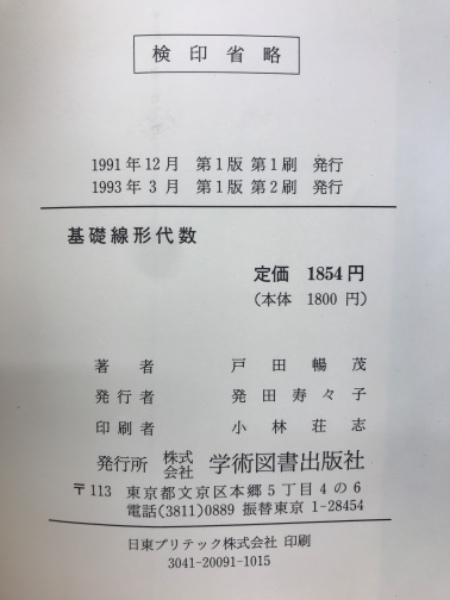 検印省略
1991年12月 第1版 第1刷 発行
1993年 3月 第1版 第2刷 発行
基礎線形代数
定価 1854円
（本体 1800 円）
著者 戸田暢茂
発行者 発田寿々子
印刷者 小林荘志
発行所 株式会社 学術図書出版社
〒113 東京都文京区本郷5丁目4の6
電話(3811)0889 振替東京 1-28454
日東プリテック株式会社 印刷
3041-20091-1015